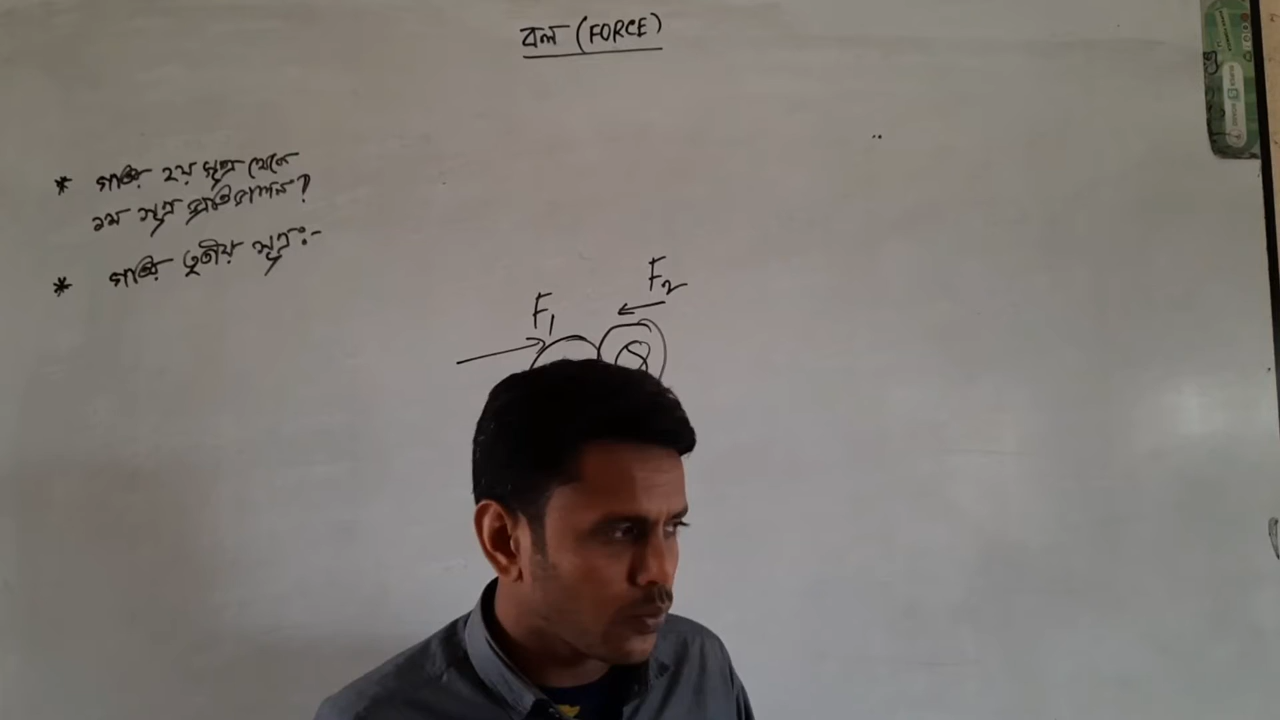 বল (FORCE)
* গতির ২য় সূত্র থেকে
১ম সূত্র প্রতিপাদন?
* গতির তৃতীয় সূত্রঃ-
F₁
F₂